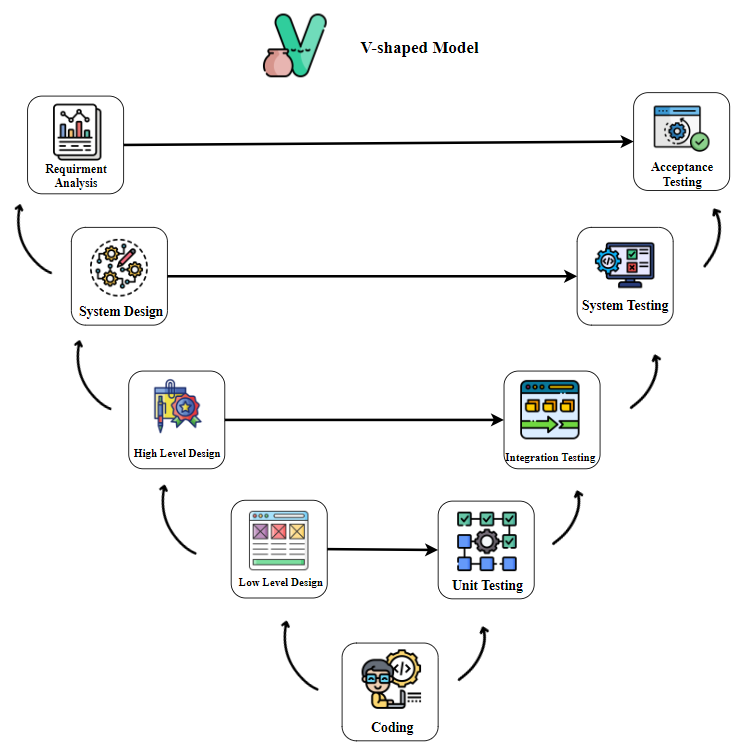 V-shaped Model
Requirment
Analysis
Acceptance
Testing
System Design
System Testing
High Level Design
Integration Testing
Low Level Design
Unit Testing
Coding